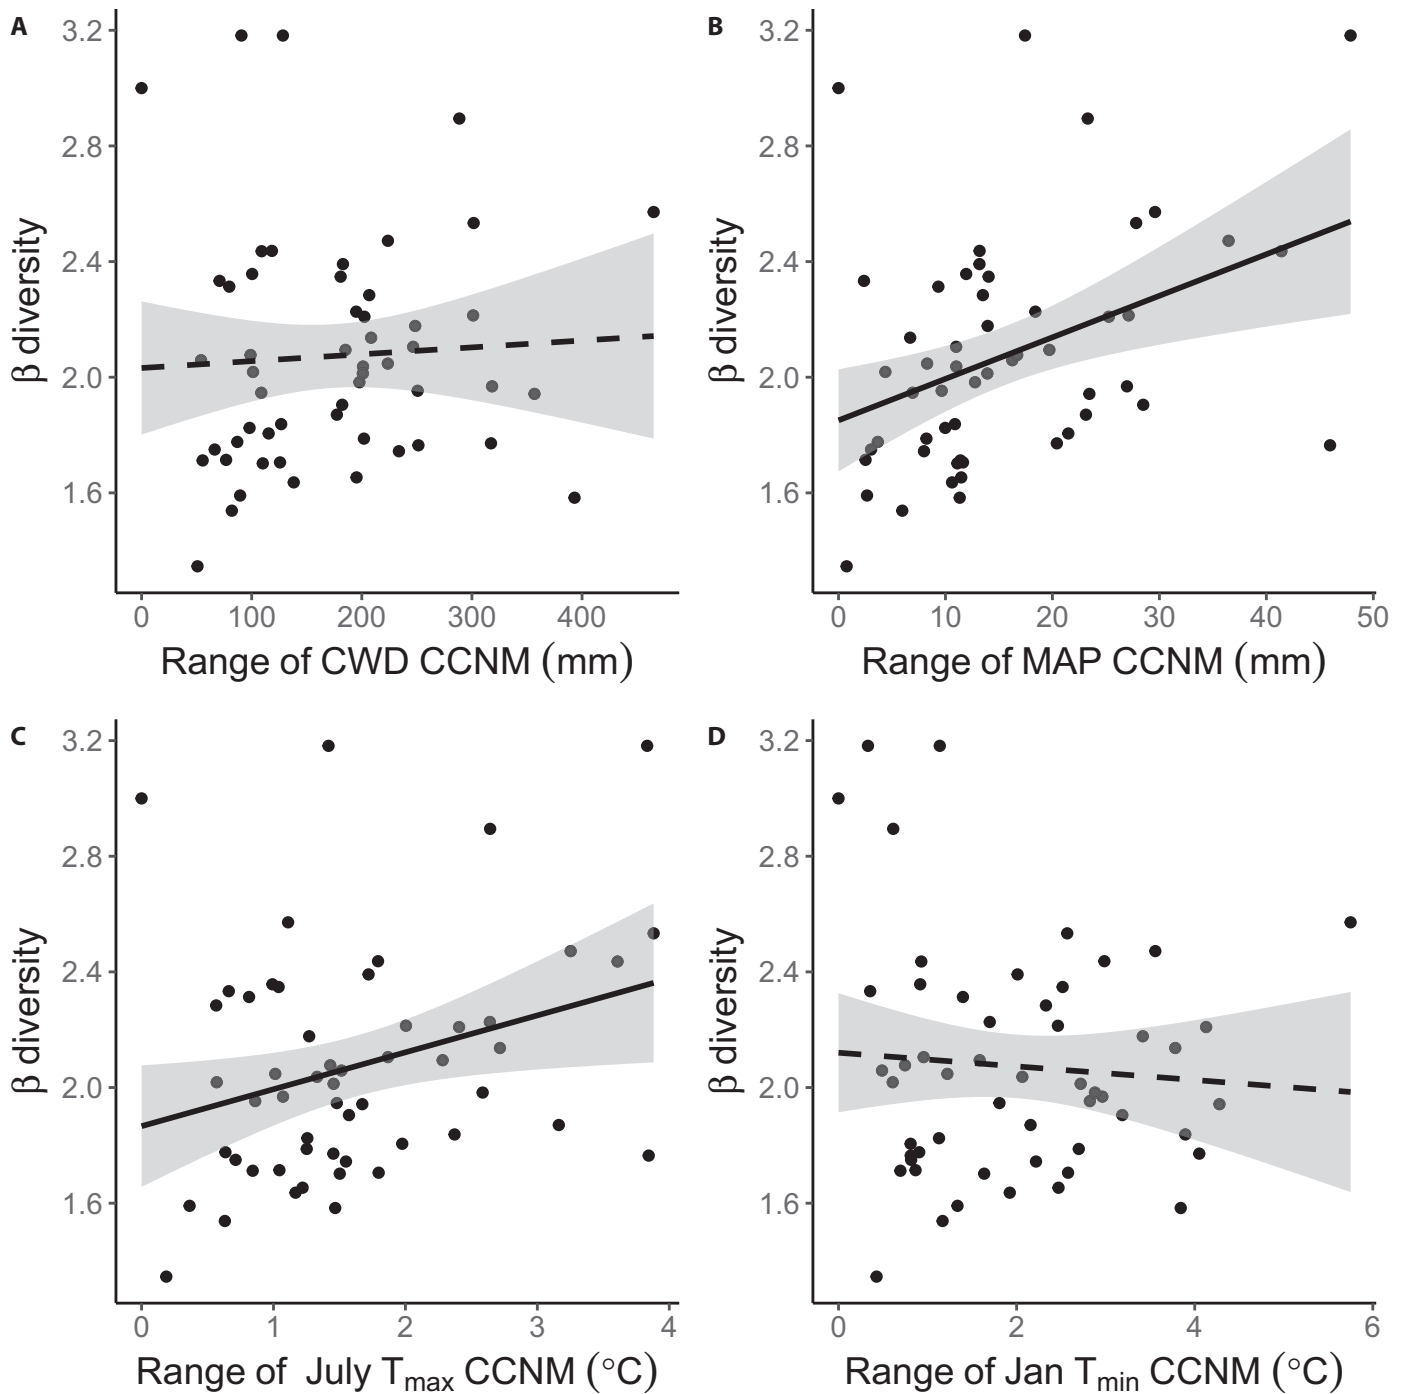 A
3.2
2.8
2.4
2.0
1.6
β diversity
0 100 200 300 400
Range of CWD CCNM (mm)
B
3.2
2.8
2.4
2.0
1.6
β diversity
0 10 20 30 40 50
Range of MAP CCNM (mm)
C
3.2
2.8
2.4
2.0
1.6
β diversity
0 1 2 3 4
Range of July Tmax CCNM (°C)
D
3.2
2.8
2.4
2.0
1.6
β diversity
0 2 4 6
Range of Jan Tmin CCNM (°C)